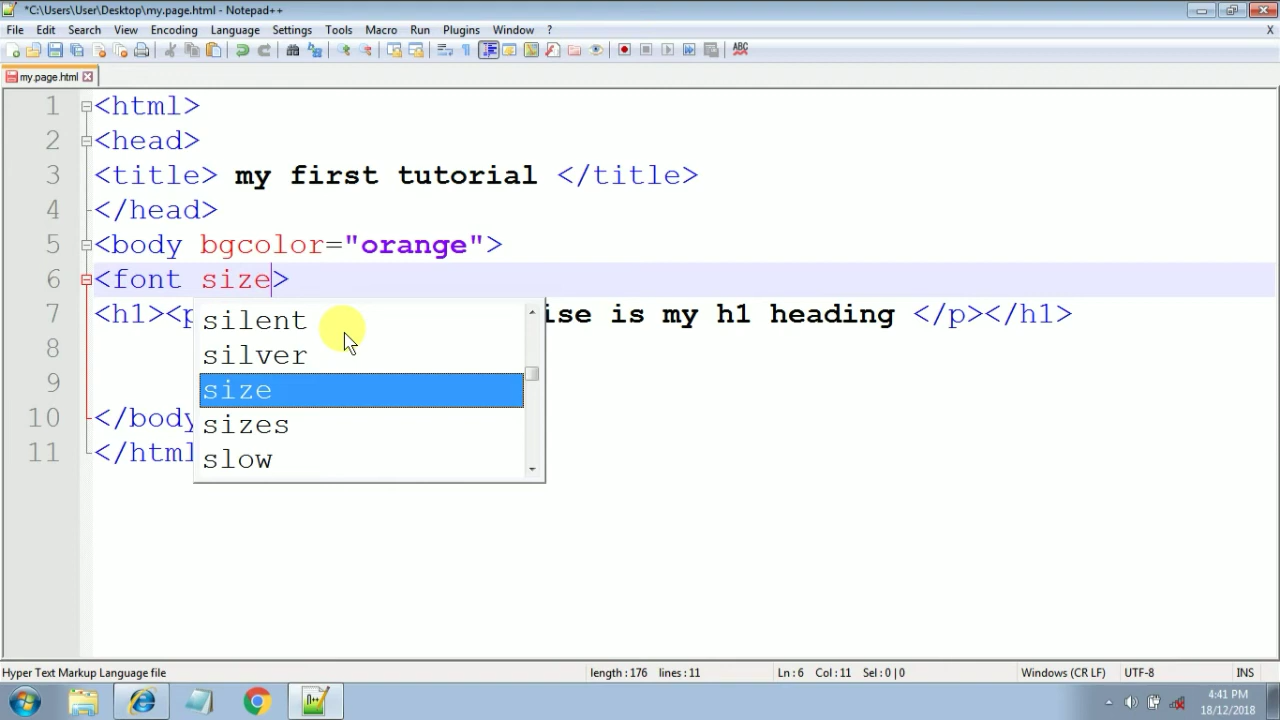 *C:\Users\User\Desktop\my.page.html - Notepad++
File Edit Search View Encoding Language Settings Tools Macro Run Plugins Window ? X
my.page.html
1 <html>
2 <head>
3 <title> my first tutorial </title>
4 </head>
5 <body bgcolor="orange">
6 <font size>
7 <h1><p ise is my h1 heading </p></h1>
8
9
10 </body
11 </html
silent
silver
size
sizes
slow
Hyper Text Markup Language file length : 176 lines : 11 Ln : 6 Col : 11 Sel : 0 | 0 Windows (CR LF) UTF-8 INS
4:41 PM
18/12/2018